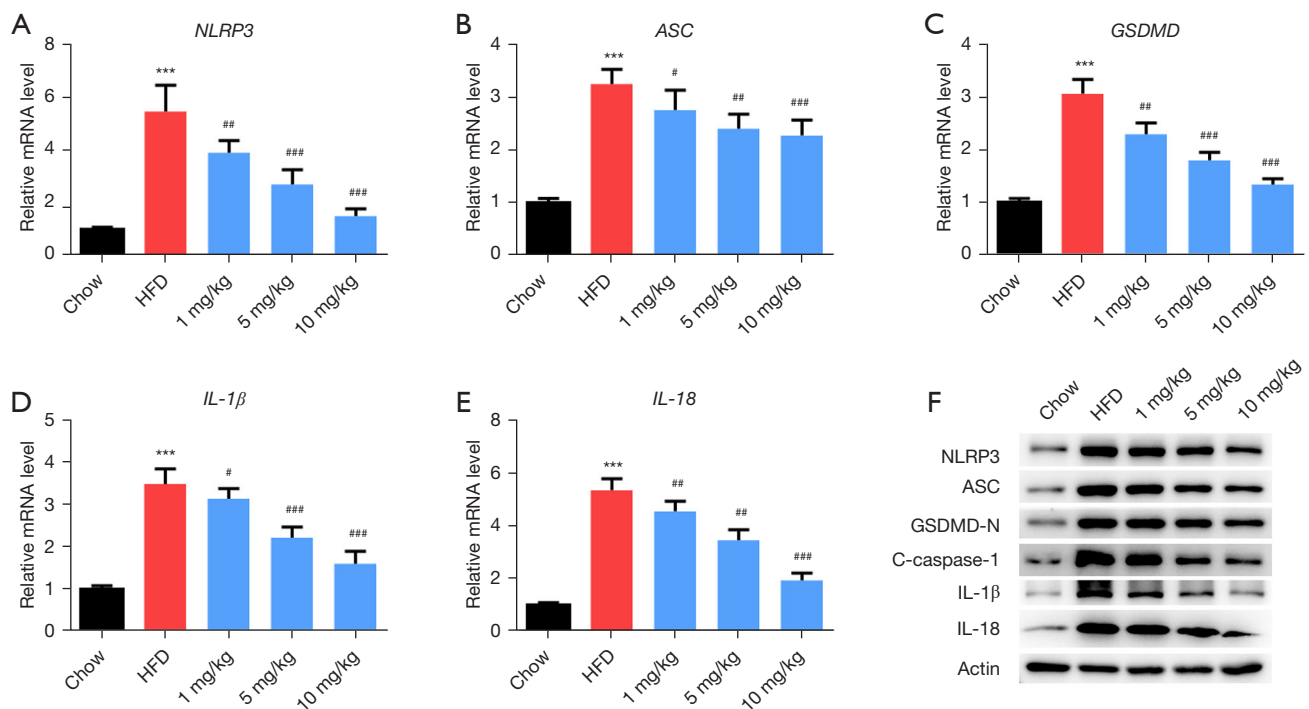 A
NLRP3
Relative mRNA level
8
6
4
2
0
***
##
###
###
Chow
HFD
1 mg/kg
5 mg/kg
10 mg/kg
B
ASC
Relative mRNA level
4
3
2
1
0
***
#
##
###
Chow
HFD
1 mg/kg
5 mg/kg
10 mg/kg
C
GSDMD
Relative mRNA level
4
3
2
1
0
***
##
###
###
Chow
HFD
1 mg/kg
5 mg/kg
10 mg/kg
D
IL-1β
Relative mRNA level
5
4
3
2
1
0
***
#
###
###
Chow
HFD
1 mg/kg
5 mg/kg
10 mg/kg
E
IL-18
Relative mRNA level
8
6
4
2
0
***
##
##
###
Chow
HFD
1 mg/kg
5 mg/kg
10 mg/kg
F
Chow
HFD
1 mg/kg
5 mg/kg
10 mg/kg
NLRP3
ASC
GSDMD-N
C-caspase-1
IL-1β
IL-18
Actin